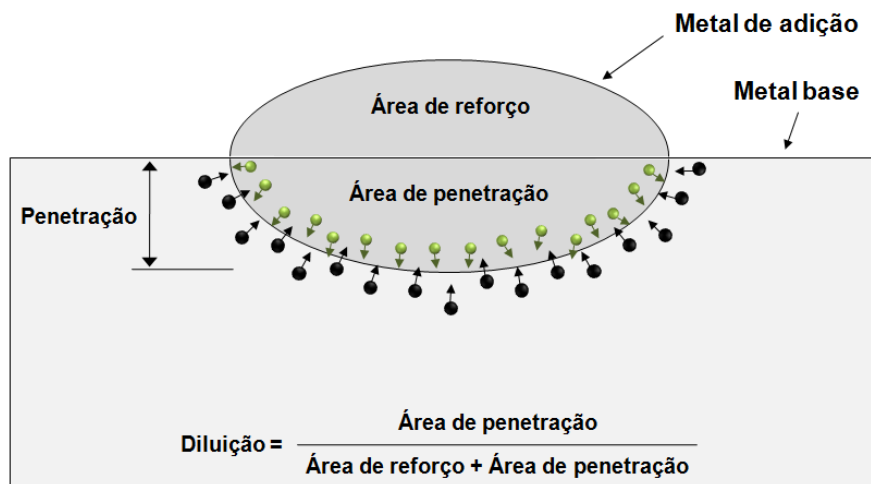 Metal de adição
Metal base
Área de reforço
Área de penetração
Penetração
Diluição =
Área de penetração
Área de reforço + Área de penetração